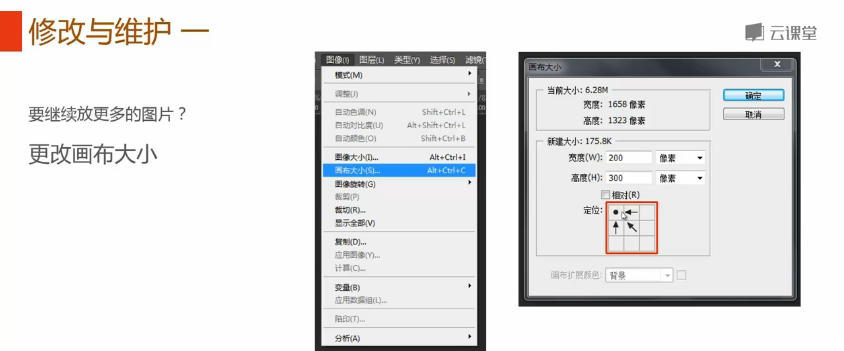 修改与维护 一
云课堂
要继续放更多的图片？
更改画布大小
图像(I) 图层(L) 类型(Y) 选择(S) 滤镜(
模式(M)
调整(J)
自动色调(N) Shift+Ctrl+L
自动对比度(U) Alt+Shift+Ctrl+L
自动颜色(O) Shift+Ctrl+B
图像大小(I)... Alt+Ctrl+I
画布大小(S)... Alt+Ctrl+C
图像旋转(G)
裁剪(P)
裁切(R)...
显示全部(V)
复制(D)...
应用图像(Y)...
计算(C)...
变量(B)
应用数据组(L)...
陷印(T)...
分析(A)
画布大小
x
当前大小: 6.28M
宽度: 1658 像素
高度: 1323 像素
确定
取消
新建大小: 175.8K
宽度(W): 200 像素
高度(H): 300 像素
相对(R)
定位:
画布扩展颜色: 背景